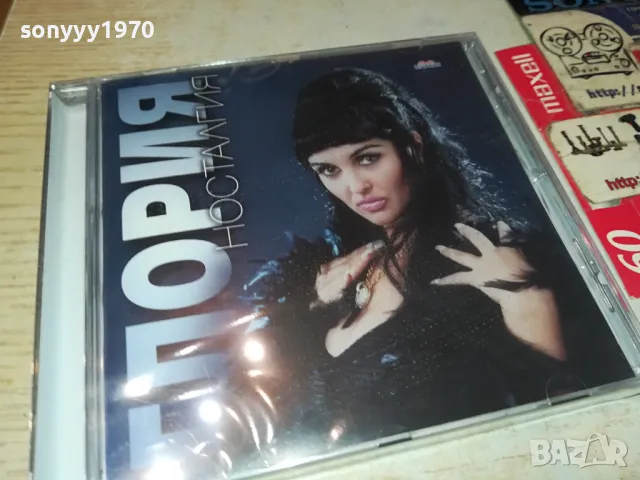 sonyyy1970
ГЛОРИЯ
НОСТАЛГИЯ
maxell
http://
http:
60
BAZAR